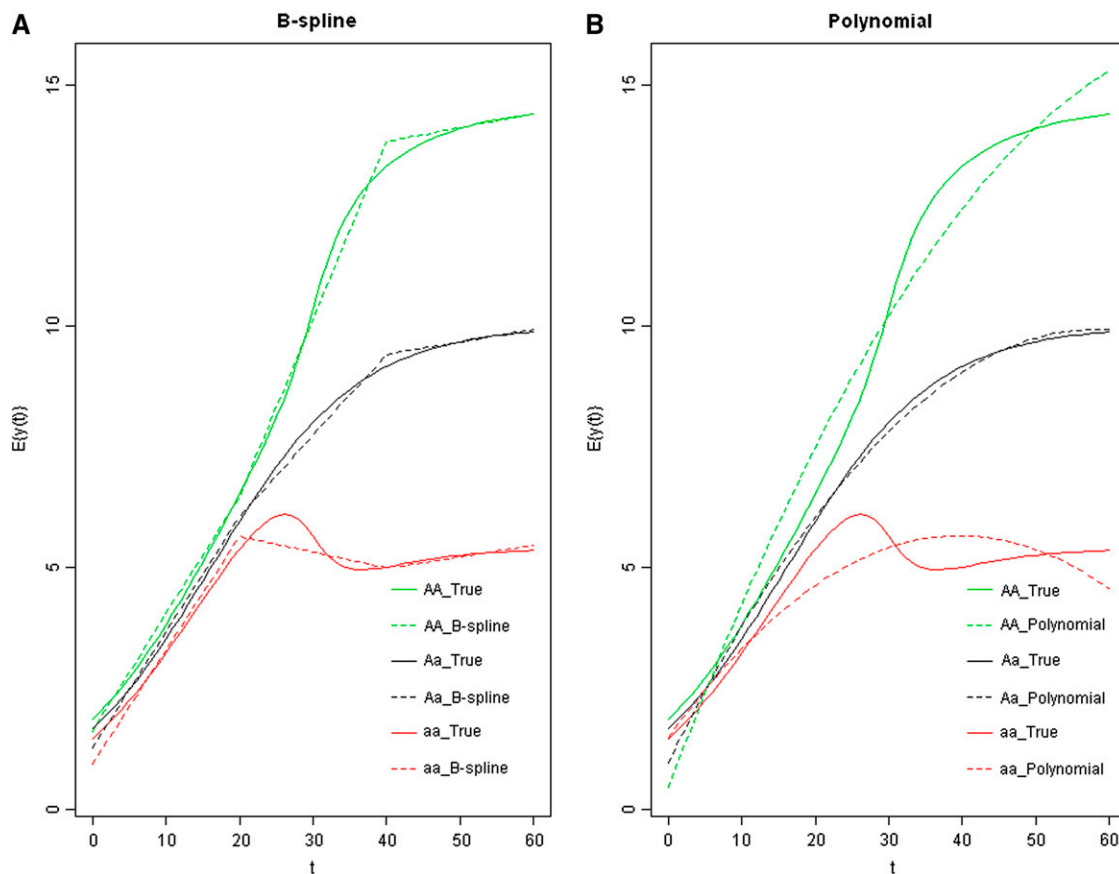 A
B-spline
15
10
5
0
E{y(t)}
AA_True
AA_B-spline
Aa_True
Aa_B-spline
aa_True
aa_B-spline
0 10 20 30 40 50 60
t
B
Polynomial
15
10
5
0
E{y(t)}
AA_True
AA_Polynomial
Aa_True
Aa_Polynomial
aa_True
aa_Polynomial
0 10 20 30 40 50 60
t